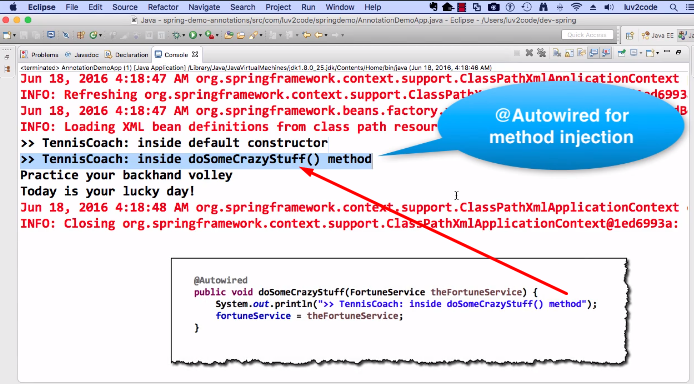 Eclipse File Edit Navigate Search Project Run Window Help luv2code
Java - spring-demo-annotations/src/com/luv2code/springdemo/AnnotationDemoApp.java - Eclipse - /Users/luv2code/dev-spring
Quick Access Java EE
Problems Javadoc Declaration Console
<terminated> AnnotationDemoApp (1) [Java Application] /Library/Java/JavaVirtualMachines/jdk1.8.0_25.jdk/Contents/Home/bin/java (Jun 18, 2016, 4:18:46 AM)
Jun 18, 2016 4:18:47 AM org.springframework.context.support.ClassPathXmlApplicationContext
INFO: Refreshing org.springframework.context.support.ClassPathXmlApplicationContext
Jun 18, 2016 4:18:47 AM org.springframework.beans.factory.
INFO: Loading XML bean definitions from class path resour
>> TennisCoach: inside default constructor
>> TennisCoach: inside doSomeCrazyStuff() method
Practice your backhand volley
Today is your lucky day!
Jun 18, 2016 4:18:48 AM org.springframework.context.support.ClassPathXmlApplicationContext
INFO: Closing org.springframework.context.support.ClassPathXmlApplicationContext@1ed6993a:
@Autowired for
method injection
@Autowired
public void doSomeCrazyStuff(FortuneService theFortuneService) {
System.out.println(">> TennisCoach: inside doSomeCrazyStuff() method");
fortuneService = theFortuneService;
}